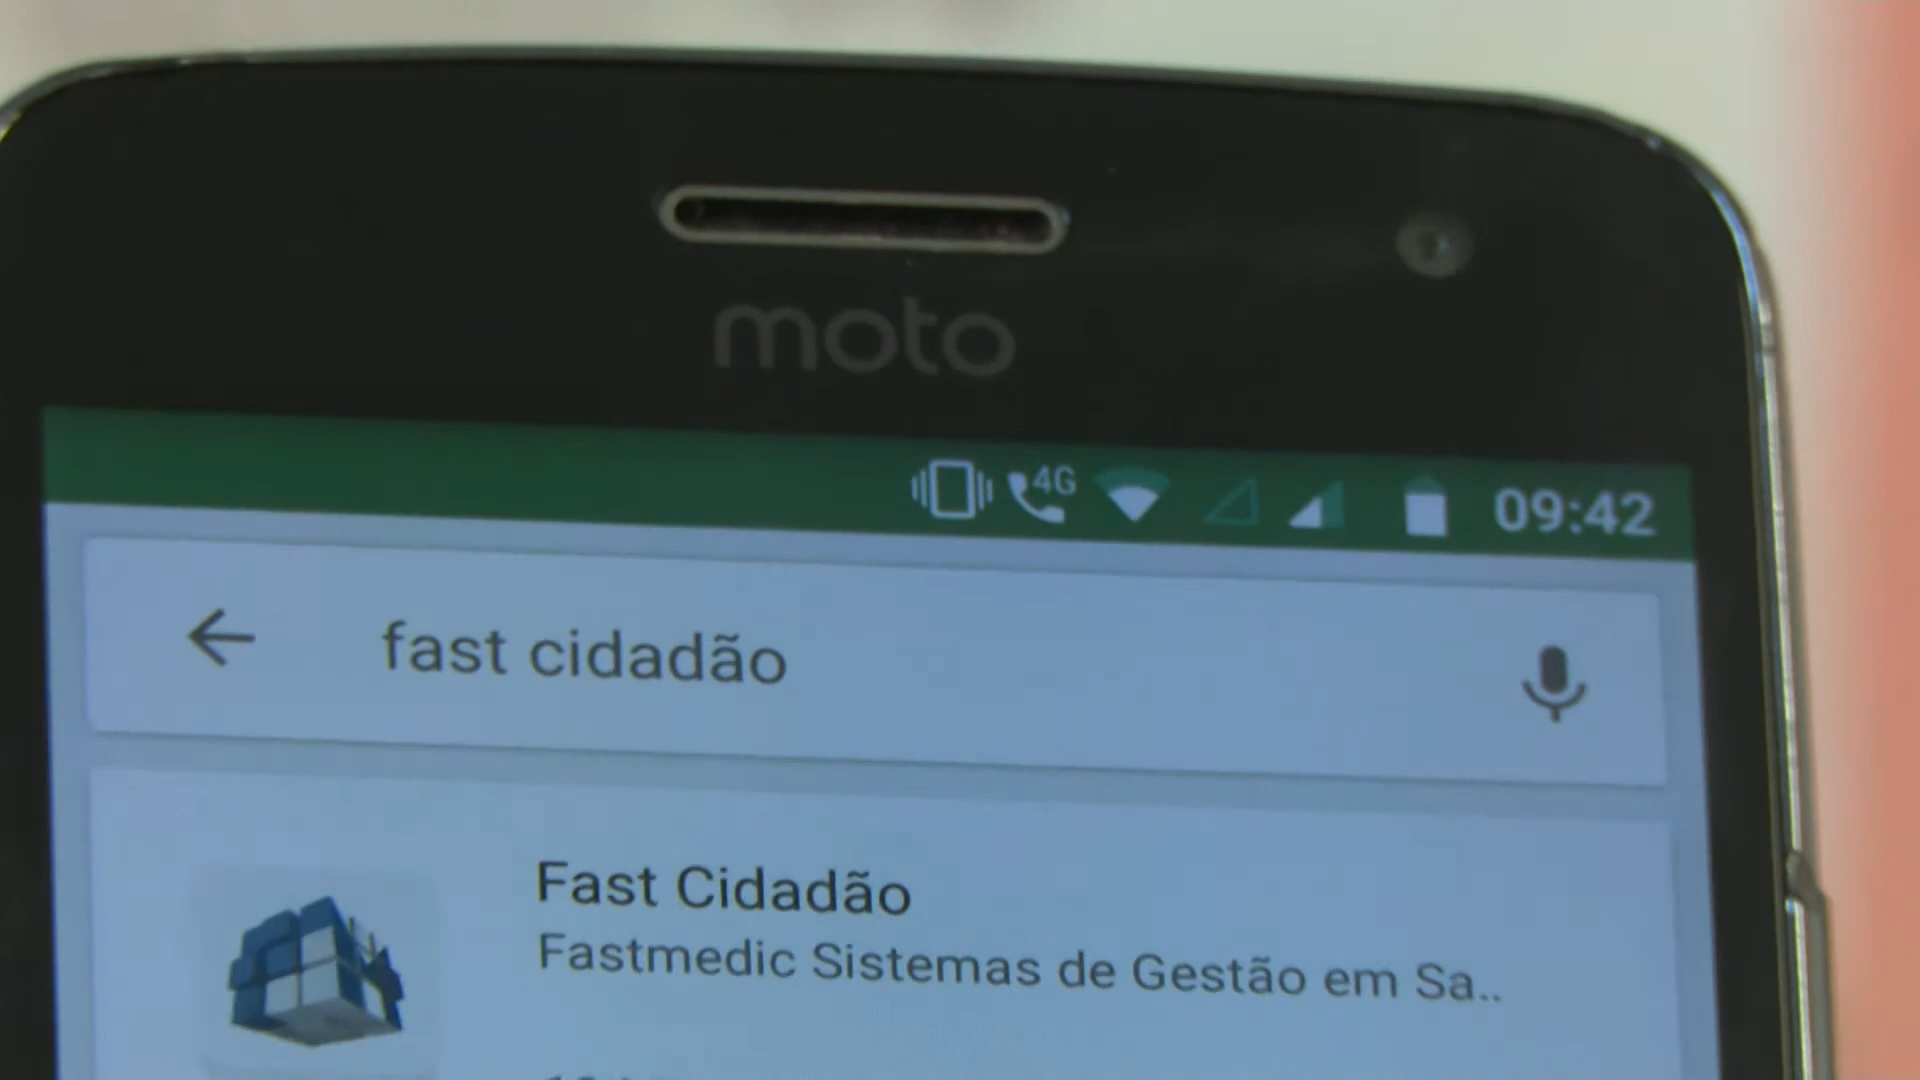 moto
4G 09:42
fast cidadão
Fast Cidadão
Fastmedic Sistemas de Gestão em Sa..